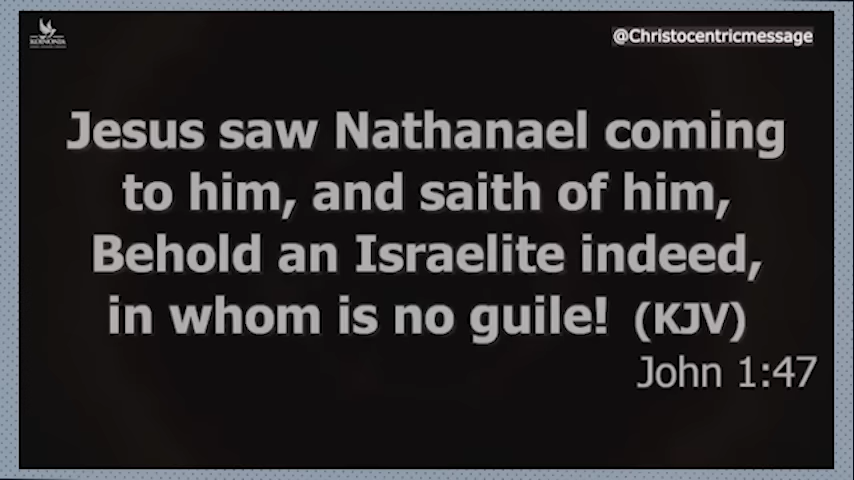 KOINONIA
@Christocentricmessage
Jesus saw Nathanael coming
to him, and saith of him,
Behold an Israelite indeed,
in whom is no guile! (KJV)
John 1:47